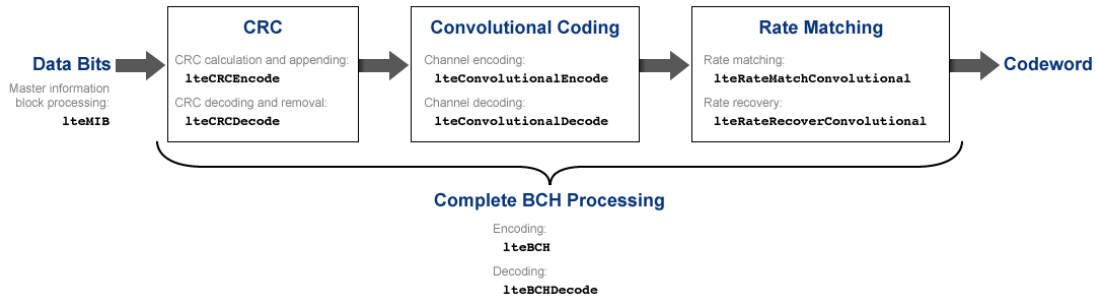 Data Bits
Master information
block processing:
lteMIB
CRC
CRC calculation and appending:
lteCRCEncode
CRC decoding and removal:
lteCRCDecode
Convolutional Coding
Channel encoding:
lteConvolutionalEncode
Channel decoding:
lteConvolutionalDecode
Rate Matching
Rate matching:
lteRateMatchConvolutional
Rate recovery:
lteRateRecoverConvolutional
Codeword
Complete BCH Processing
Encoding:
lteBCH
Decoding:
lteBCHDecode